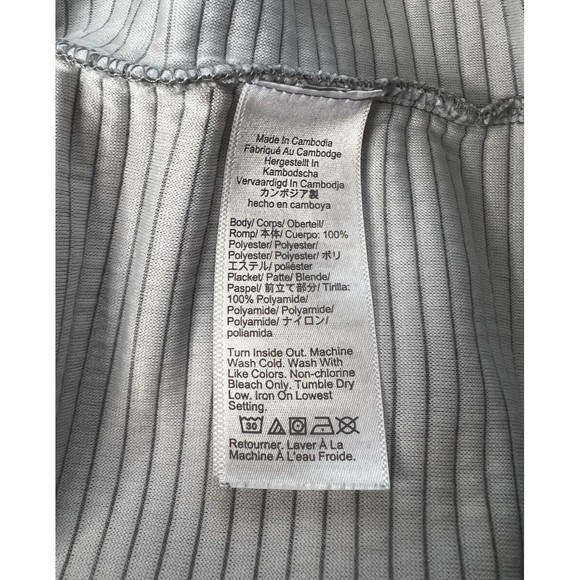 Made In Cambodia
Fabriqué Au Cambodge
Hergestellt In
Kambodscha
Vervaardigd In Cambodja
カンボジア製
hecho en camboya
Body/ Corps/ Oberteil/
Romp/ 本体/ Cuerpo: 100%
Polyester/ Polyester/
Polyester/ Polyester/ ポリ
エステル/ poliéster
Placket/ Patte/ Blende/
Paspel/ 前立て部分/ Tirilla:
100% Polyamide/
Polyamide/ Polyamid/
Polyamide/ ナイロン/
poliamida
Turn Inside Out. Machine
Wash Cold. Wash With
Like Colors. Non-chlorine
Bleach Only. Tumble Dry
Low. Iron On Lowest
Setting.
30
Retourner. Laver À La
Machine À L'eau Froide.